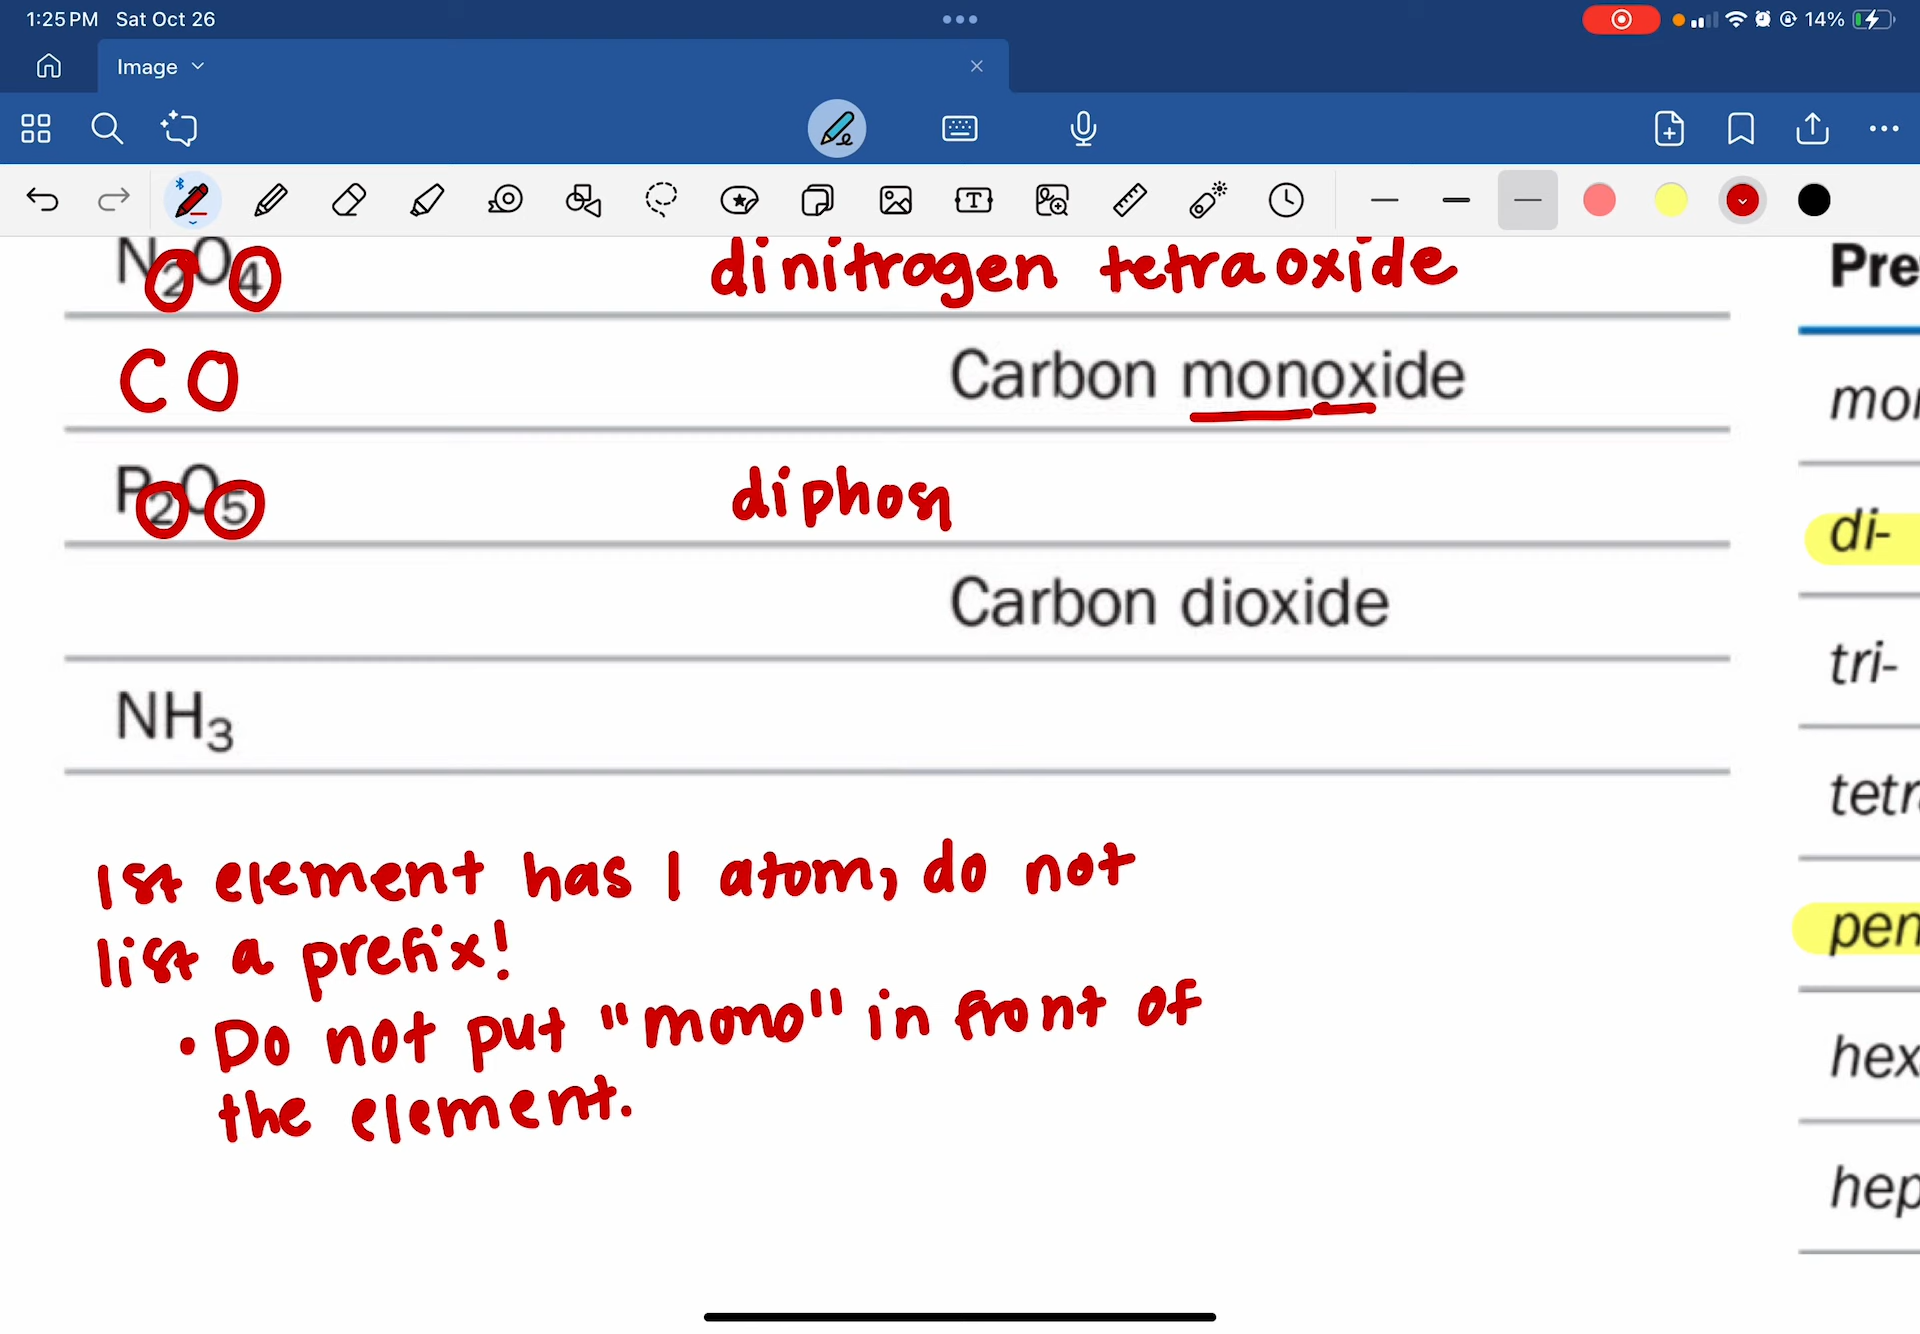 1:25 PM Sat Oct 26
14%
Image
N₂O₄ dinitrogen tetraoxide
Pre
CO Carbon monoxide
mon
P₂O₅ diphos
di-
Carbon dioxide
tri-
NH₃
tetra
1st element has 1 atom, do not
list a prefix!
pen
• Do not put "mono" in front of
the element.
hex
hep